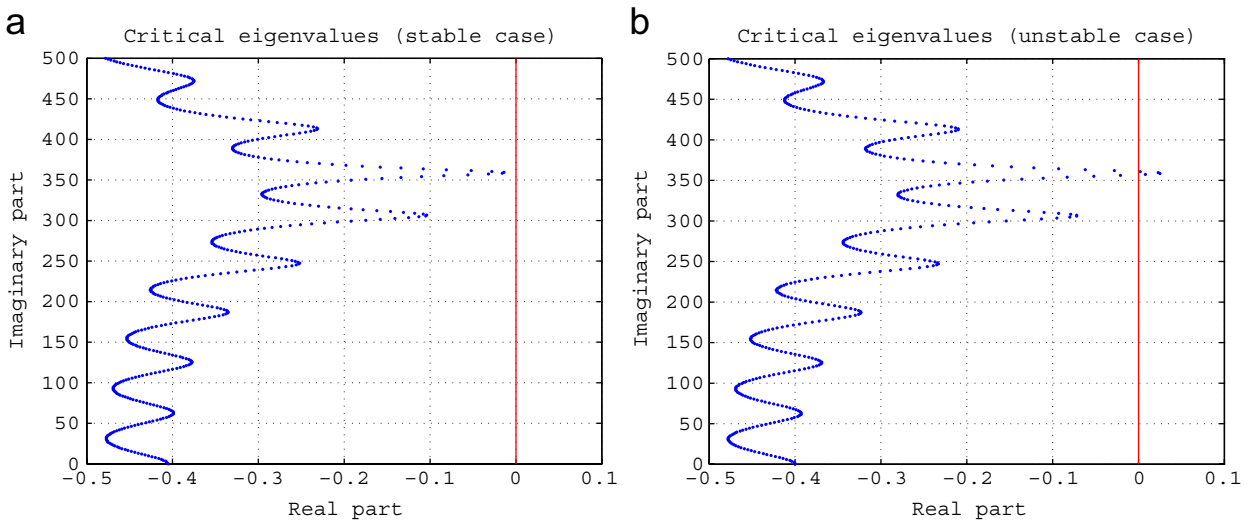 a
Critical eigenvalues (stable case)
500
450
400
350
300
250
200
150
100
50
0
Imaginary part
−0.5 −0.4 −0.3 −0.2 −0.1 0 0.1
Real part
b
Critical eigenvalues (unstable case)
500
450
400
350
300
250
200
150
100
50
0
Imaginary part
−0.5 −0.4 −0.3 −0.2 −0.1 0 0.1
Real part